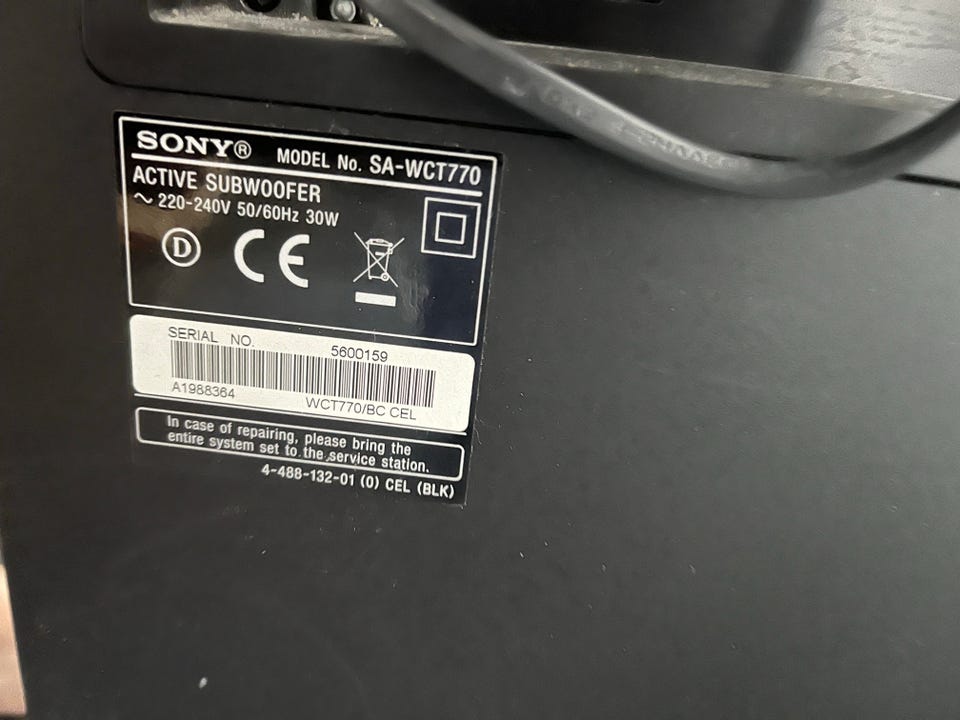 SONY® MODEL No. SA-WCT770
ACTIVE SUBWOOFER
~ 220-240V 50/60Hz 30W
D CE
SERIAL NO. 5600159
A1988364 WCT770/BC CEL
In case of repairing, please bring the
entire system set to the service station.
4-488-132-01 (0) CEL (BLK)